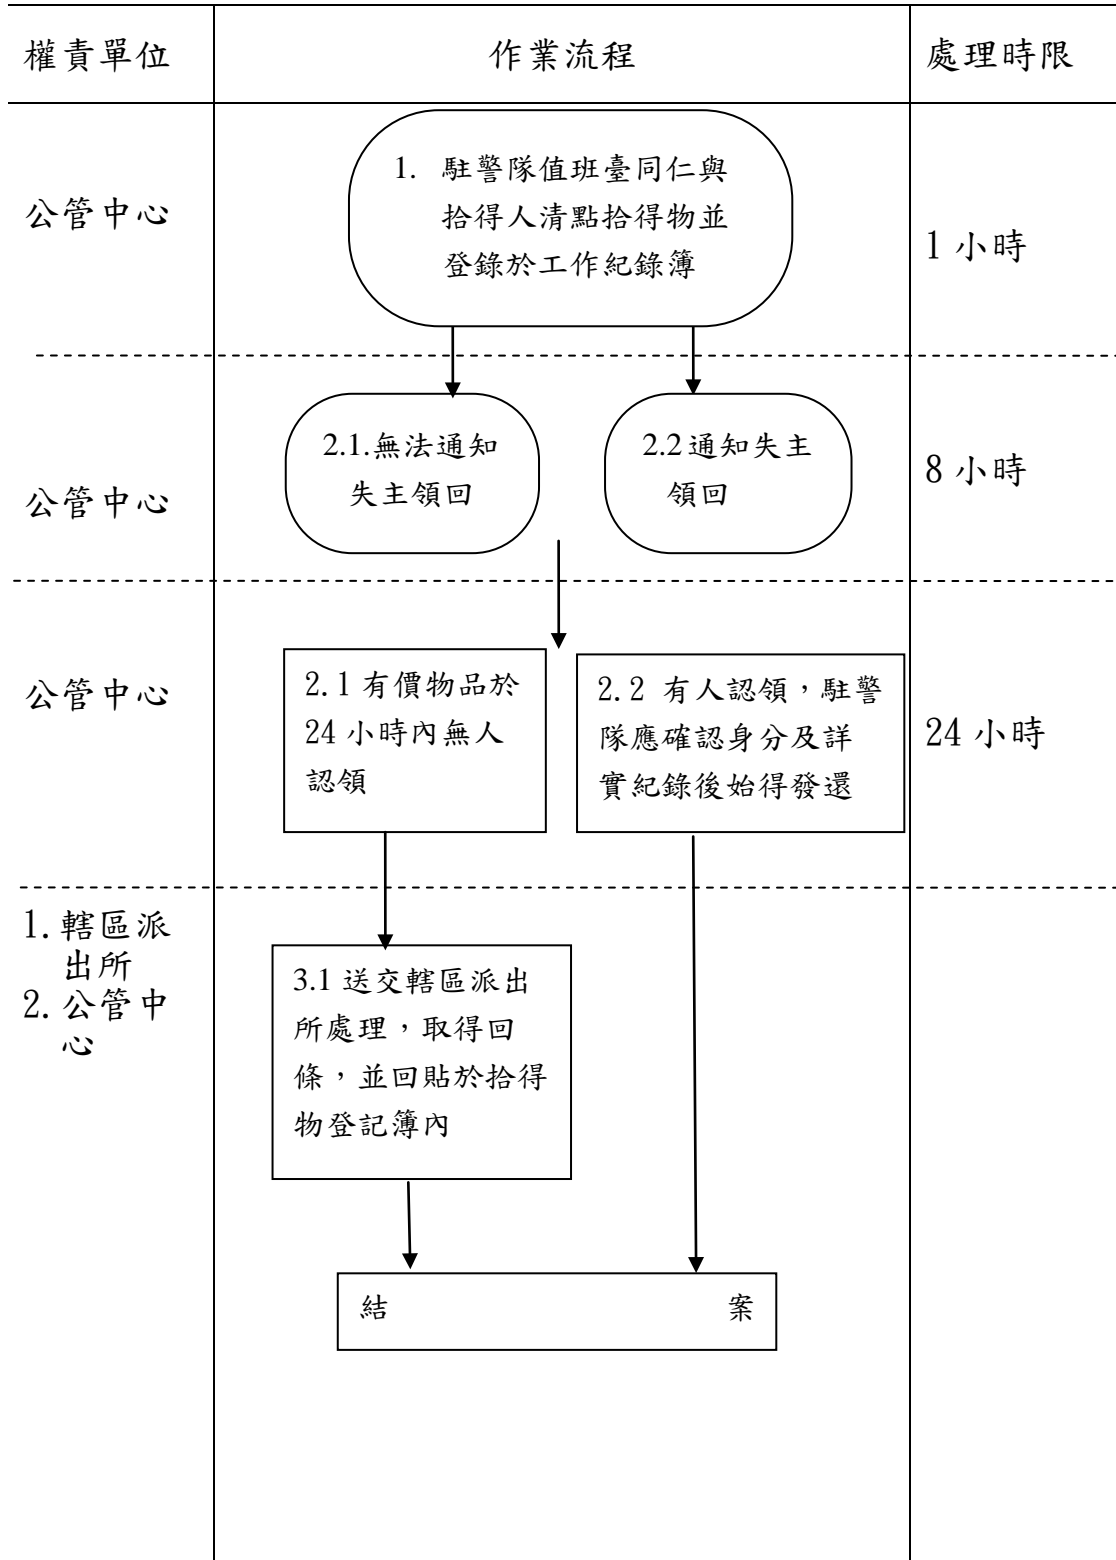 權責單位
作業流程
處理時限
公管中心
1. 駐警隊值班臺同仁與
拾得人清點拾得物並
登錄於工作紀錄簿
1 小時
公管中心
2.1.無法通知
失主領回
2.2 通知失主
領回
8 小時
公管中心
2.1 有價物品於
24 小時內無人
認領
2.2 有人認領，駐警
隊應確認身分及詳
實紀錄後始得發還
24 小時
1. 轄區派
出所
2. 公管中
心
3.1 送交轄區派出
所處理，取得回
條，並回貼於拾得
物登記簿內
結 案